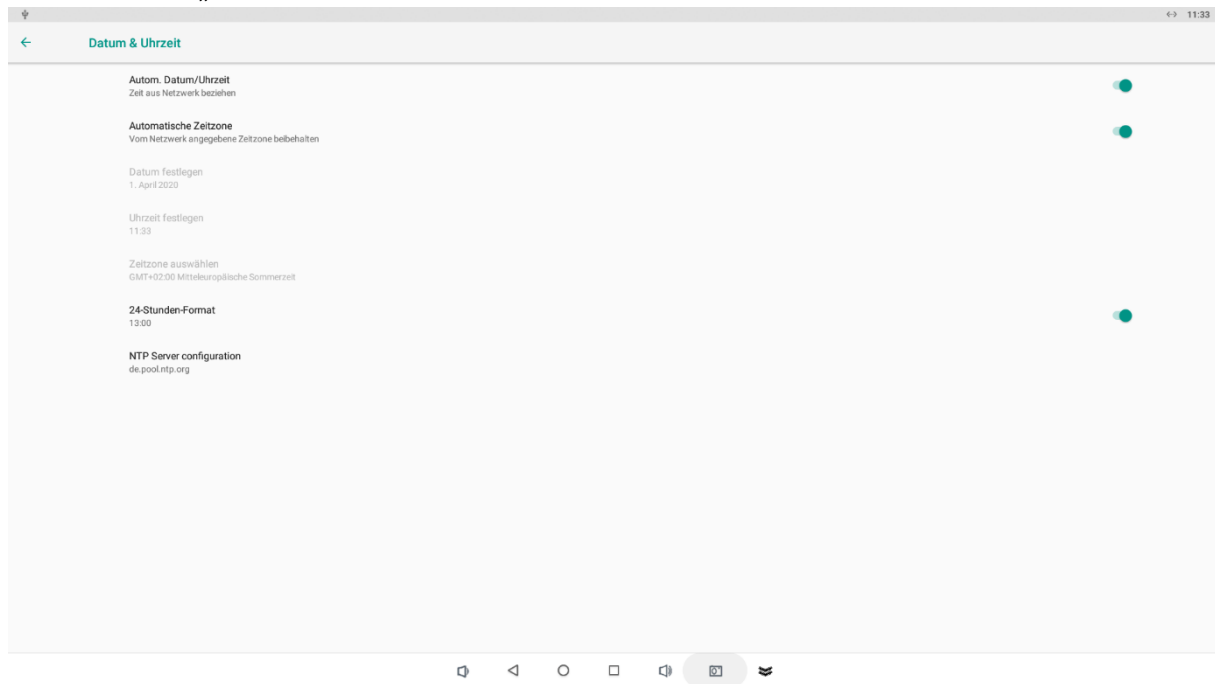 11:33
Datum & Uhrzeit
Autom. Datum/Uhrzeit
Zeit aus Netzwerk beziehen
Automatische Zeitzone
Vom Netzwerk angegebene Zeitzone beibehalten
Datum festlegen
1. April 2020
Uhrzeit festlegen
11:33
Zeitzone auswählen
GMT+02:00 Mitteleuropäische Sommerzeit
24-Stunden-Format
13:00
NTP Server configuration
de.pool.ntp.org